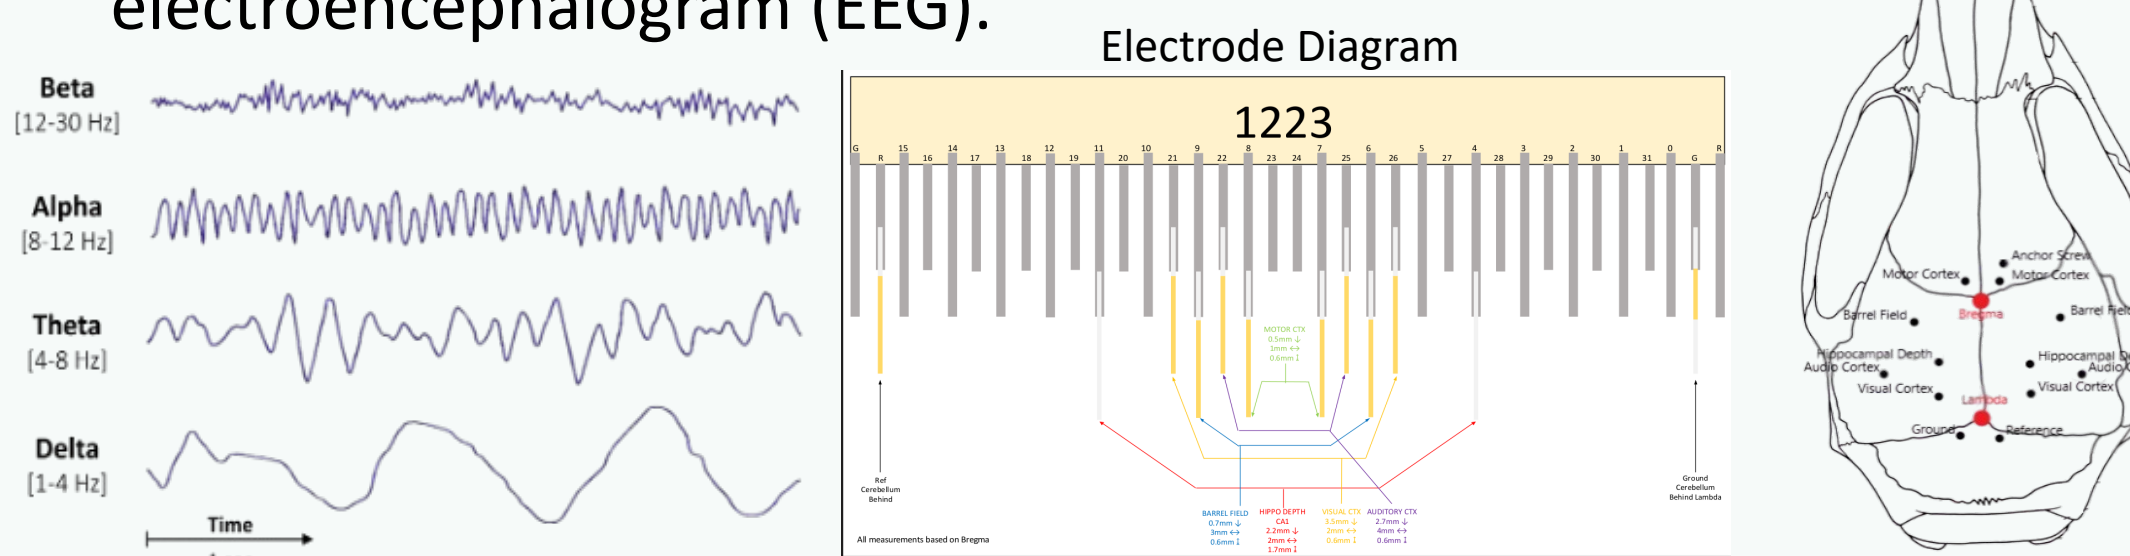 electroencephalogram (EEG).
Beta
[12-30 Hz]
Alpha
[8-12 Hz]
Theta
[4-8 Hz]
Delta
[1-4 Hz]
Time
Electrode Diagram
1223
G R 15 16 14 17 13 18 12 19 11 20 10 21 9 22 8 23 24 7 25 6 26 5 27 4 28 3 29 2 30 1 31 0 G R
MOTOR CTX
0.5mm ↓
1mm ↔
0.6mm ↧
Ref
Cerebellum
Behind
Ground
Cerebellum
Behind Lambda
BARREL FIELD
0.7mm ↓
3mm ↔
0.6mm ↧
HIPPO DEPTH
CA1
2.2mm ↓
2mm ↔
1.7mm ↧
VISUAL CTX
3.5mm ↓
2mm ↔
0.6mm ↧
AUDITORY CTX
2.7mm ↓
4mm ↔
0.6mm ↧
All measurements based on Bregma
Anchor Screw
Motor Cortex
Motor Cortex
Bregma
Barrel Field
Barrel Fiel
Hippocampal Depth
Hippocampal D
Audio Cortex
Audio
Visual Cortex
Visual Cortex
Lambda
Ground
Reference